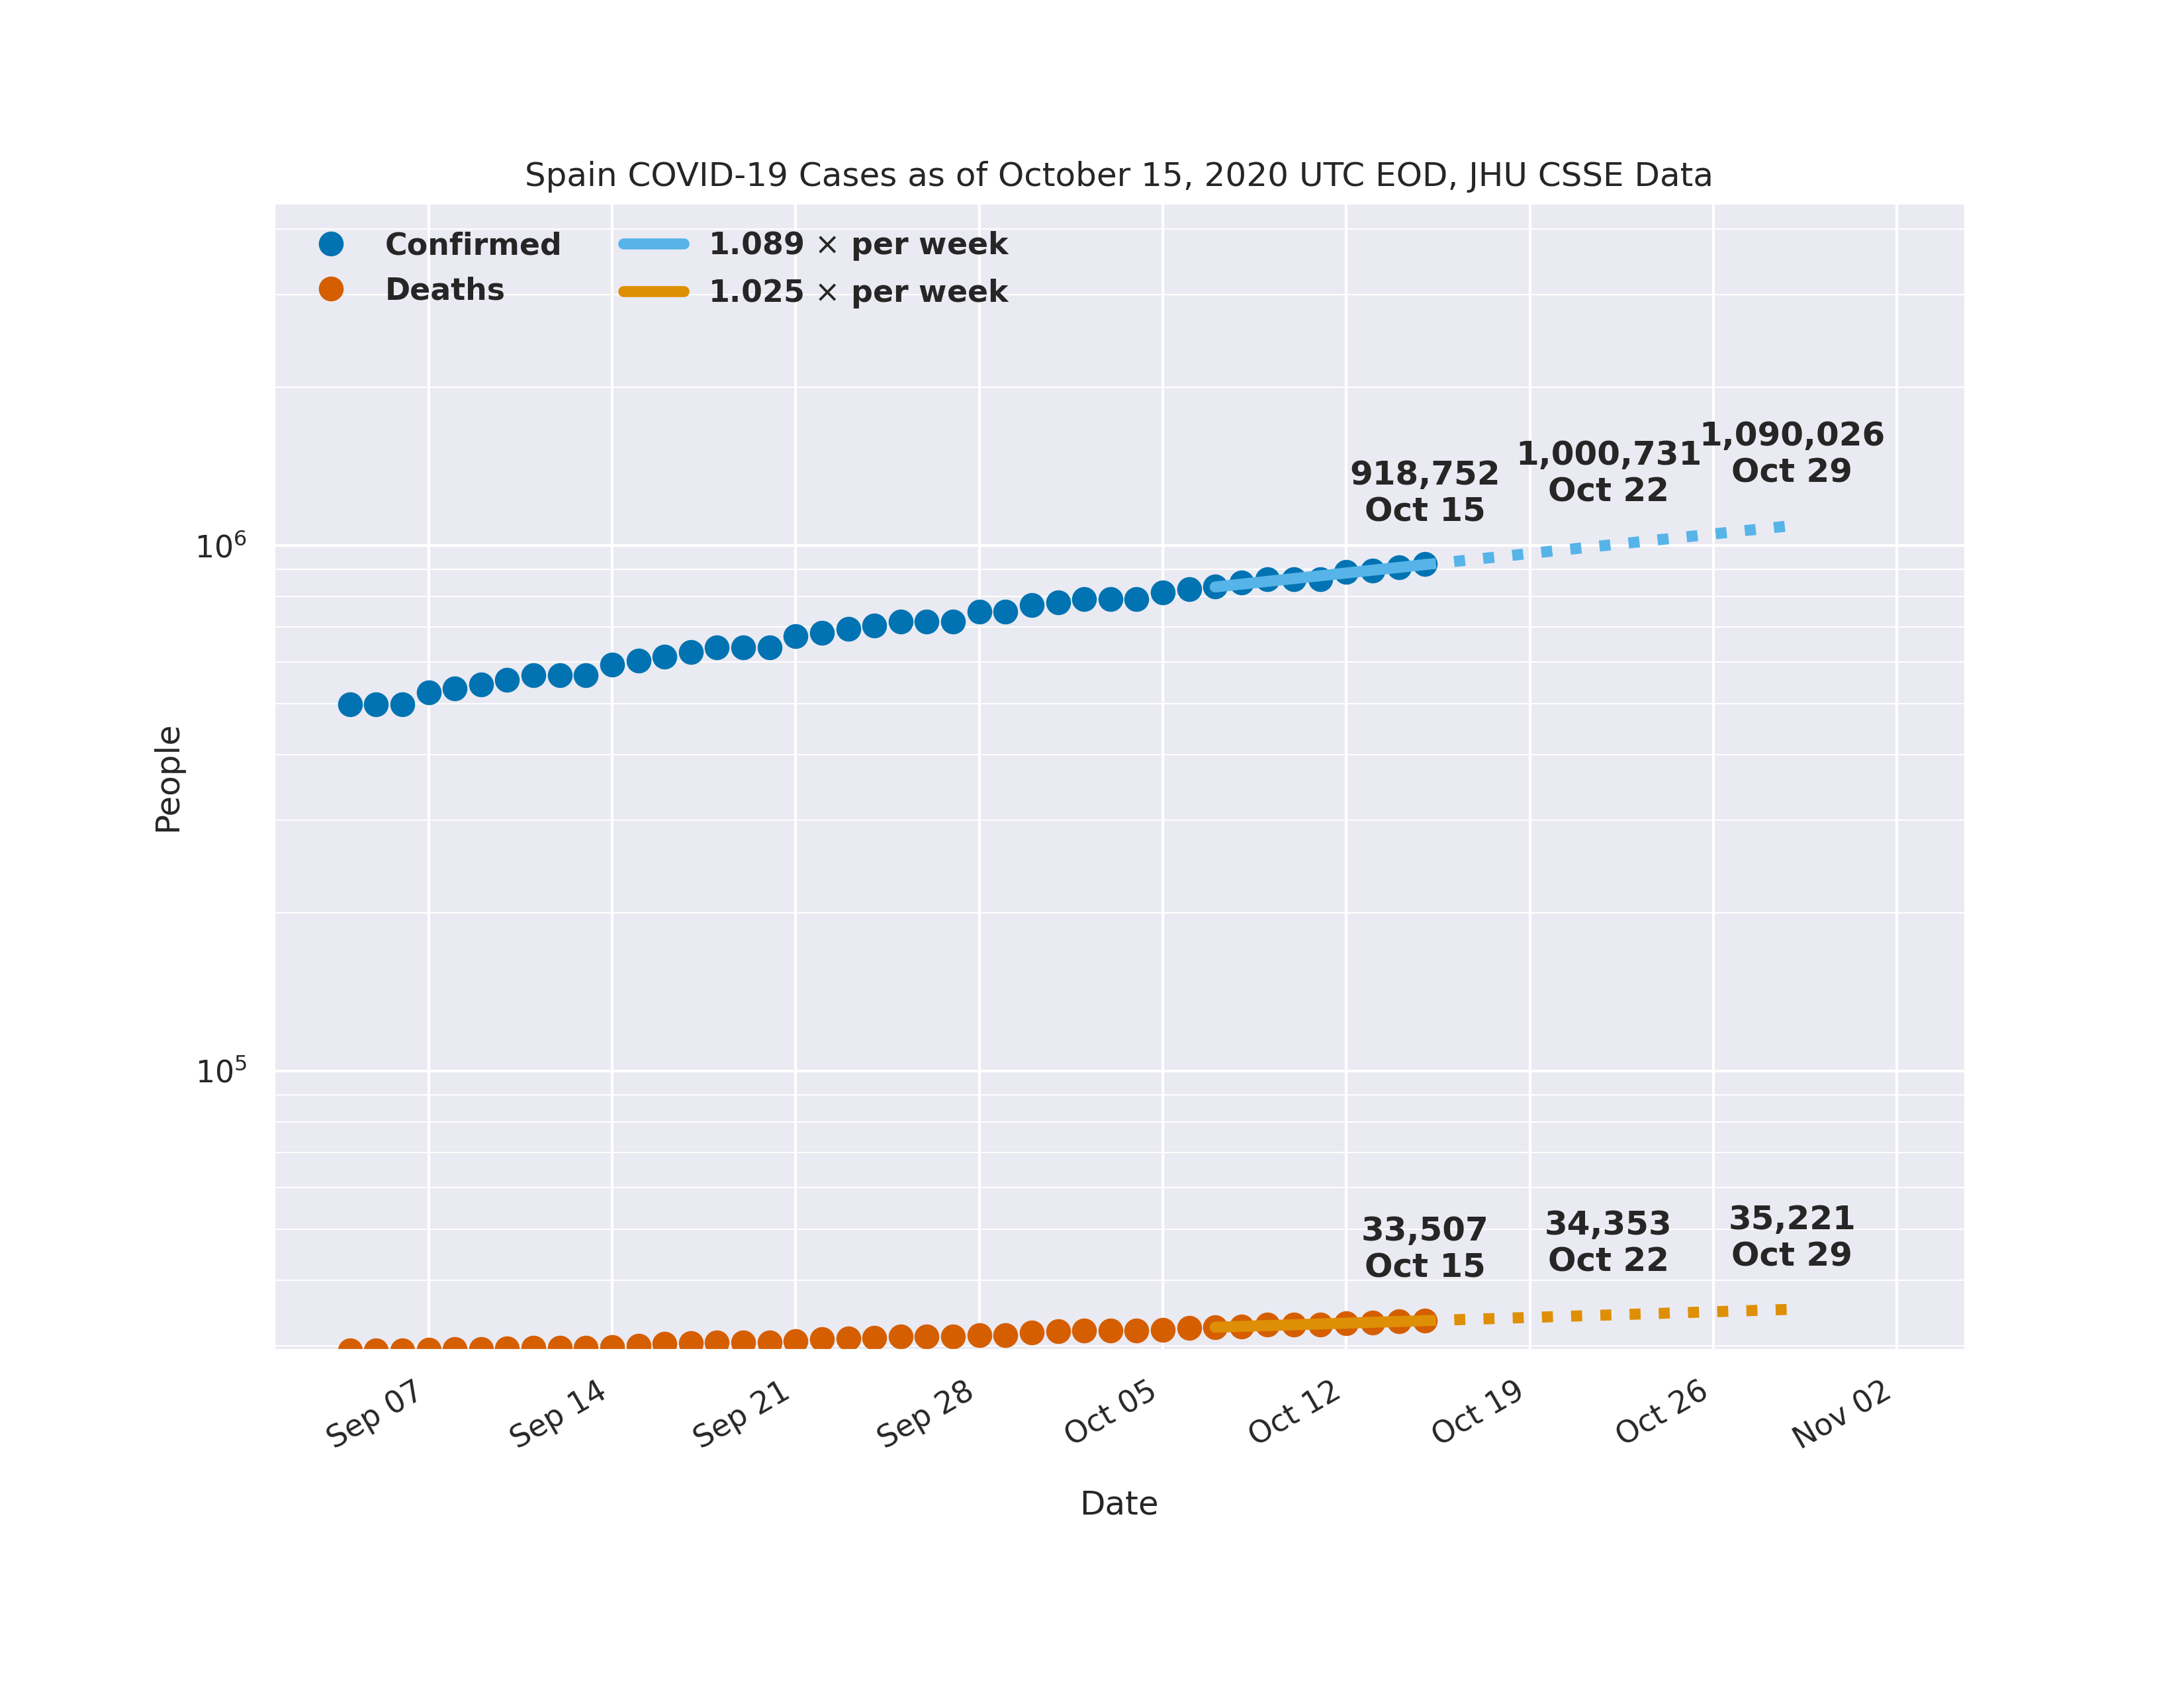 Spain COVID-19 Cases as of October 15, 2020 UTC EOD, JHU CSSE Data
Confirmed
Deaths
1.089 × per week
1.025 × per week
918,752
Oct 15
1,000,731
Oct 22
1,090,026
Oct 29
10⁶
People
10⁵
33,507
Oct 15
34,353
Oct 22
35,221
Oct 29
Sep 07
Sep 14
Sep 21
Sep 28
Oct 05
Oct 12
Oct 19
Oct 26
Nov 02
Date